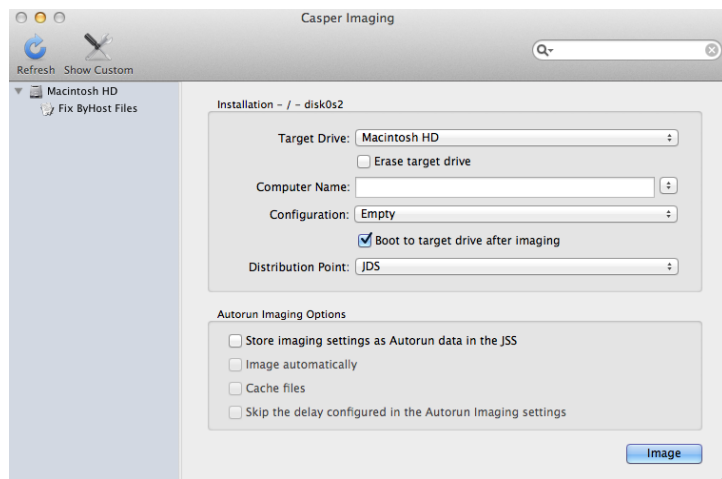 Casper Imaging
Refresh Show Custom
Macintosh HD
Fix ByHost Files
Installation - / - disk0s2
Target Drive: Macintosh HD
Erase target drive
Computer Name:
Configuration: Empty
Boot to target drive after imaging
Distribution Point: JDS
Autorun Imaging Options
Store imaging settings as Autorun data in the JSS
Image automatically
Cache files
Skip the delay configured in the Autorun Imaging settings
Image